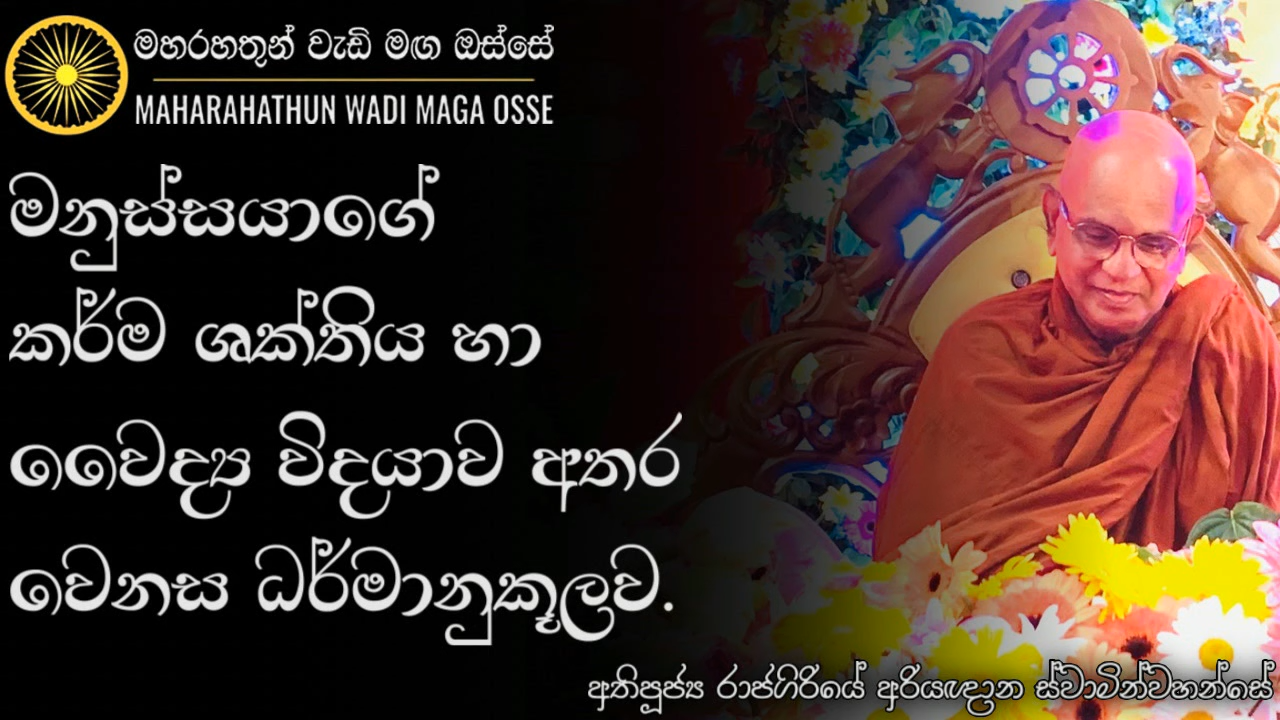 මහරහතුන් වැඩි මඟ ඔස්සේ
MAHARAHATHUN WADI MAGA OSSE
මනුස්සයාගේ
කර්ම ශක්තිය හා
වෛද්‍ය විදයාව අතර
වෙනස ධර්මානුකූලව.
අතිපූජ්‍ය රාජගිරියේ අරියඥාන ස්වාමින්වහන්සේ